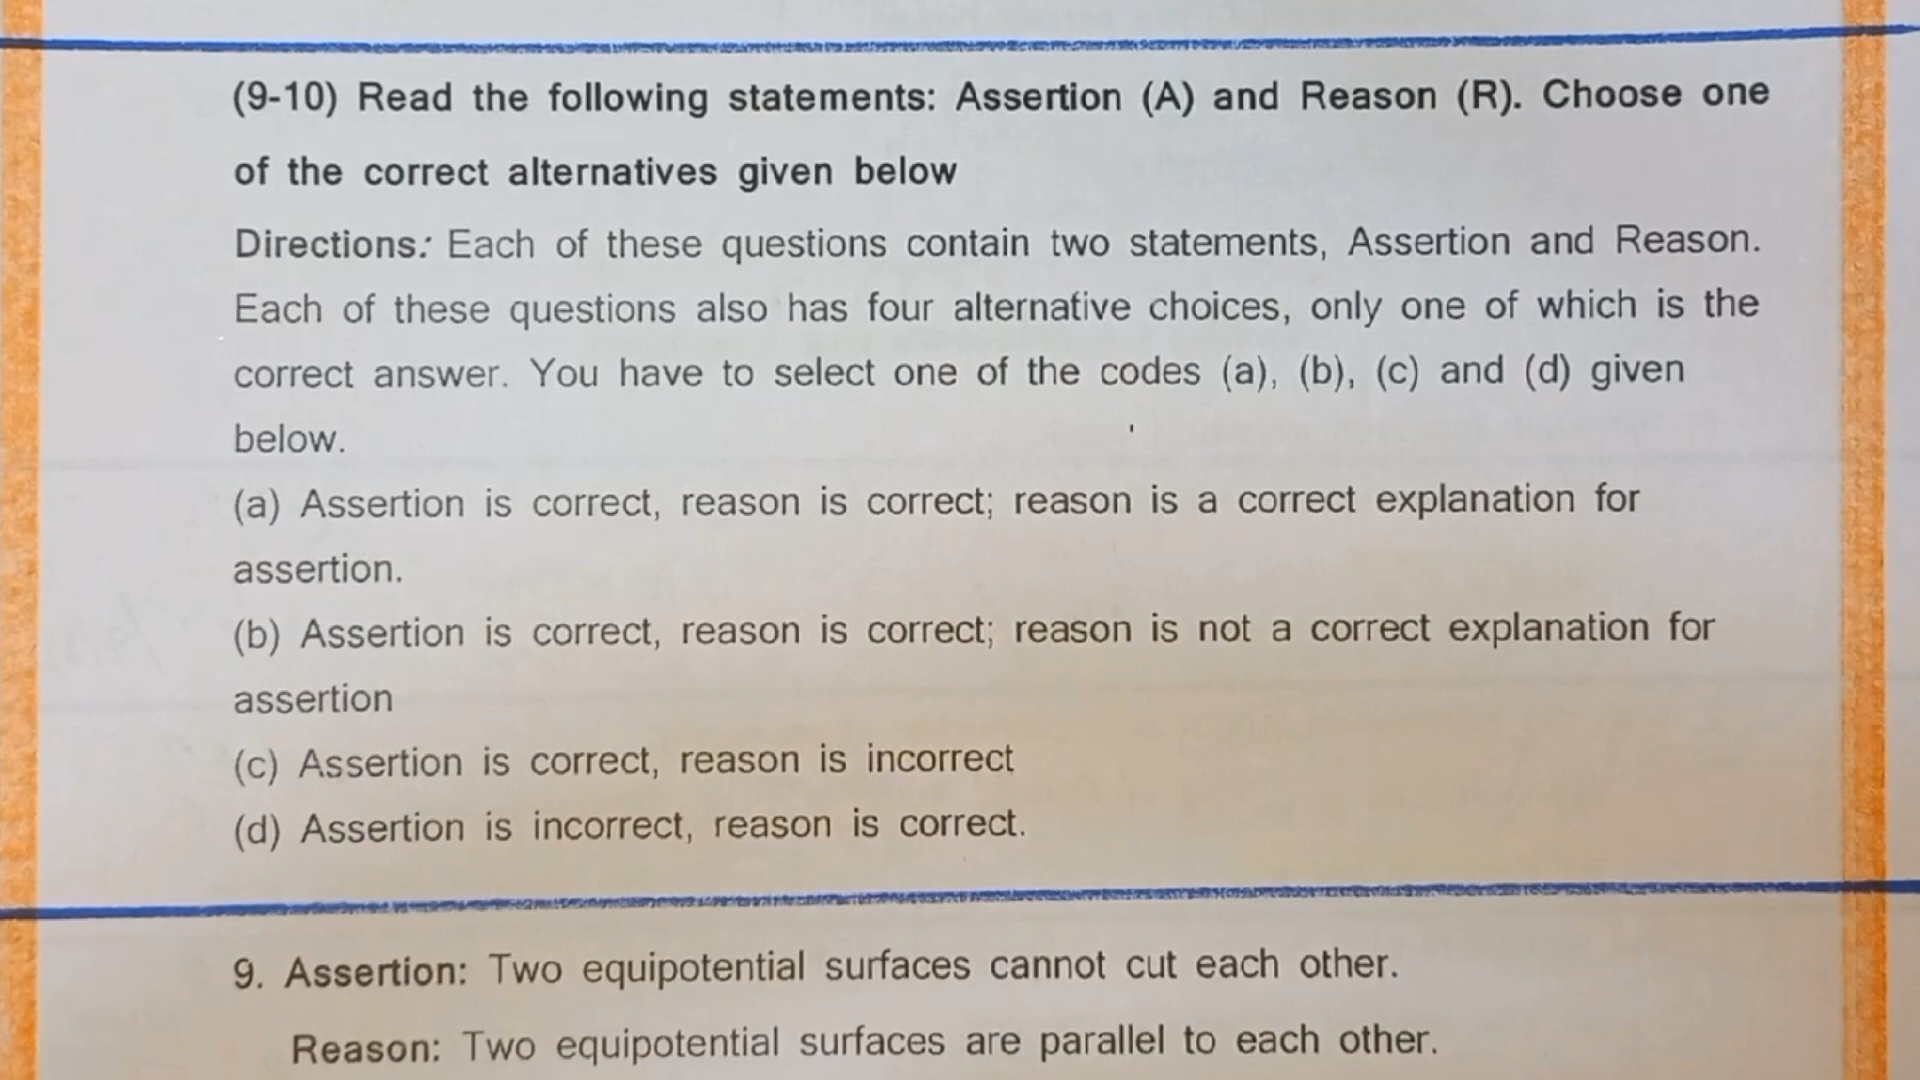 (9-10) Read the following statements: Assertion (A) and Reason (R). Choose one
of the correct alternatives given below
Directions: Each of these questions contain two statements, Assertion and Reason.
Each of these questions also has four alternative choices, only one of which is the
correct answer. You have to select one of the codes (a), (b), (c) and (d) given
below.
(a) Assertion is correct, reason is correct; reason is a correct explanation for
assertion.
(b) Assertion is correct, reason is correct; reason is not a correct explanation for
assertion
(c) Assertion is correct, reason is incorrect
(d) Assertion is incorrect, reason is correct.
9. Assertion: Two equipotential surfaces cannot cut each other.
Reason: Two equipotential surfaces are parallel to each other.